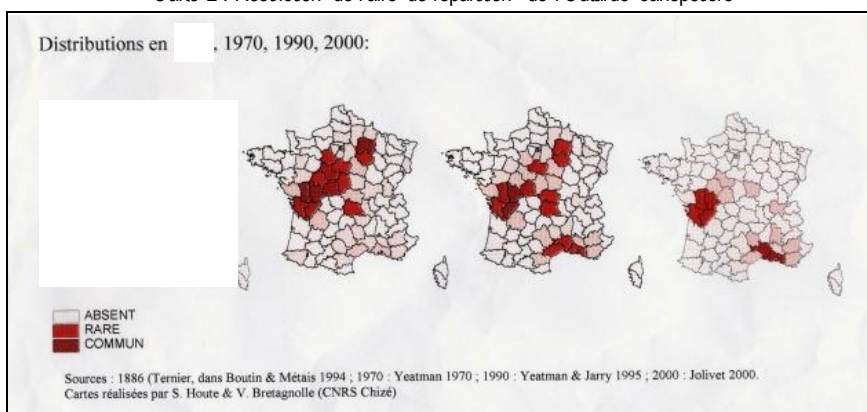 Distributions en , 1970, 1990, 2000:
ABSENT
RARE
COMMUN
Sources : 1886 (Ternier, dans Boutin & Métais 1994 ; 1970 : Yeatman 1970 ; 1990 : Yeatman & Jarry 1995 ; 2000 : Jolivet 2000.
Cartes réalisées par S. Houte & V. Bretagnolle (CNRS Chizé)